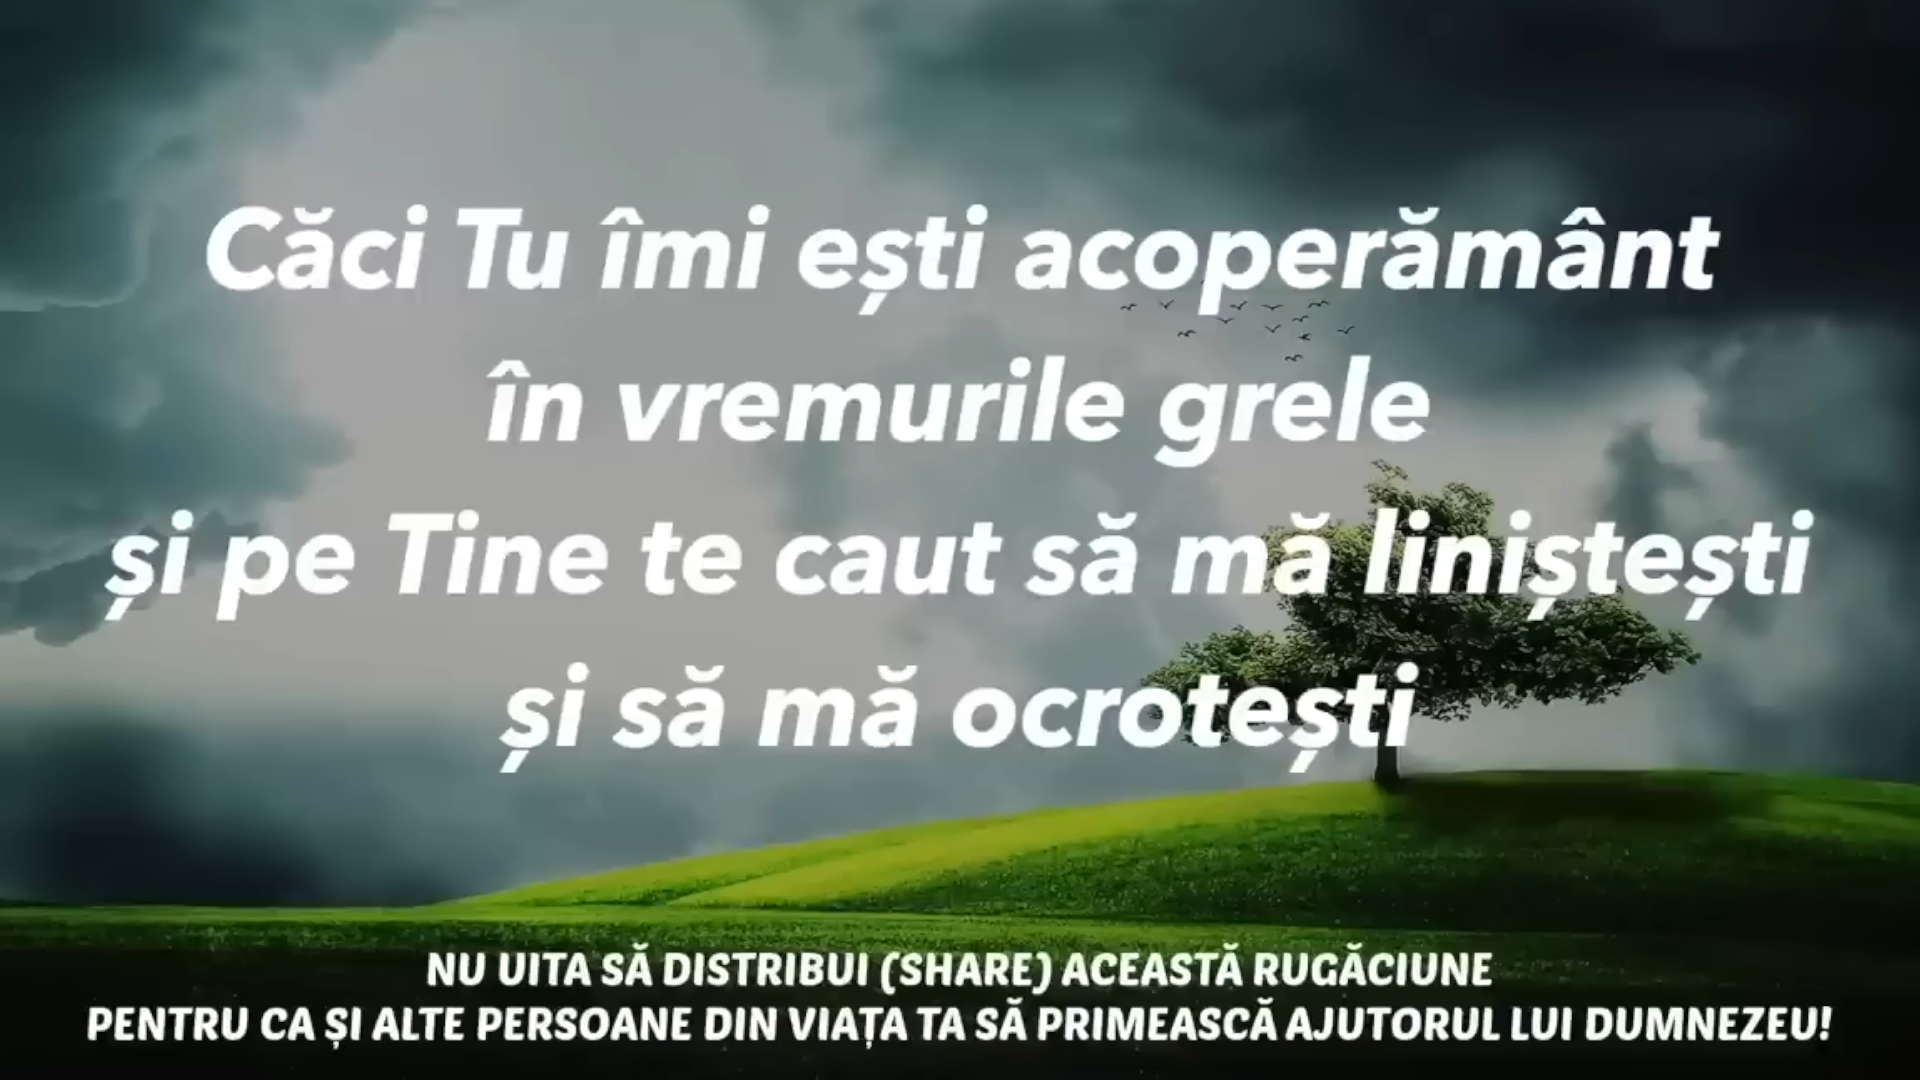 Căci Tu îmi ești acoperământ
în vremurile grele
și pe Tine te caut să mă liniștești
și să mă ocrotești
NU UITA SĂ DISTRIBUI (SHARE) ACEASTĂ RUGĂCIUNE
PENTRU CA ȘI ALTE PERSOANE DIN VIAȚA TA SĂ PRIMEASCĂ AJUTORUL LUI DUMNEZEU!